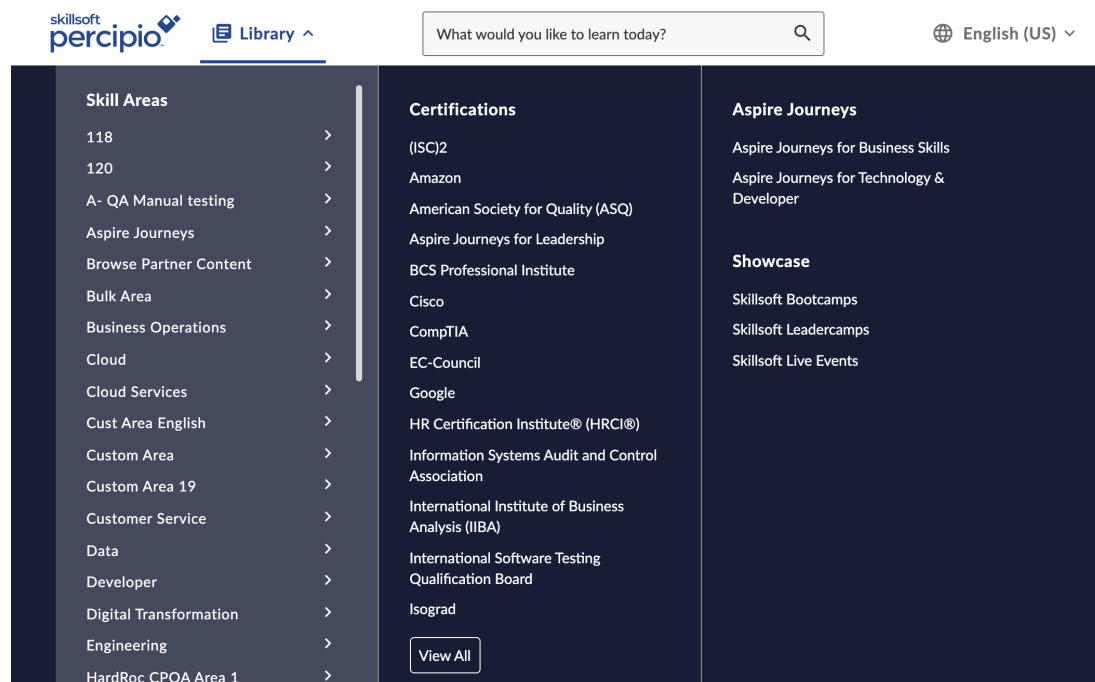 skillsoft
percipio
Library
What would you like to learn today?
English (US)
Skill Areas
118
120
A- QA Manual testing
Aspire Journeys
Browse Partner Content
Bulk Area
Business Operations
Cloud
Cloud Services
Cust Area English
Custom Area
Custom Area 19
Customer Service
Data
Developer
Digital Transformation
Engineering
HardRoc CPOA Area 1
Certifications
(ISC)2
Amazon
American Society for Quality (ASQ)
Aspire Journeys for Leadership
BCS Professional Institute
Cisco
CompTIA
EC-Council
Google
HR Certification Institute® (HRCI®)
Information Systems Audit and Control
Association
International Institute of Business
Analysis (IIBA)
International Software Testing
Qualification Board
Isograd
View All
Aspire Journeys
Aspire Journeys for Business Skills
Aspire Journeys for Technology &
Developer
Showcase
Skillsoft Bootcamps
Skillsoft Leadercamps
Skillsoft Live Events